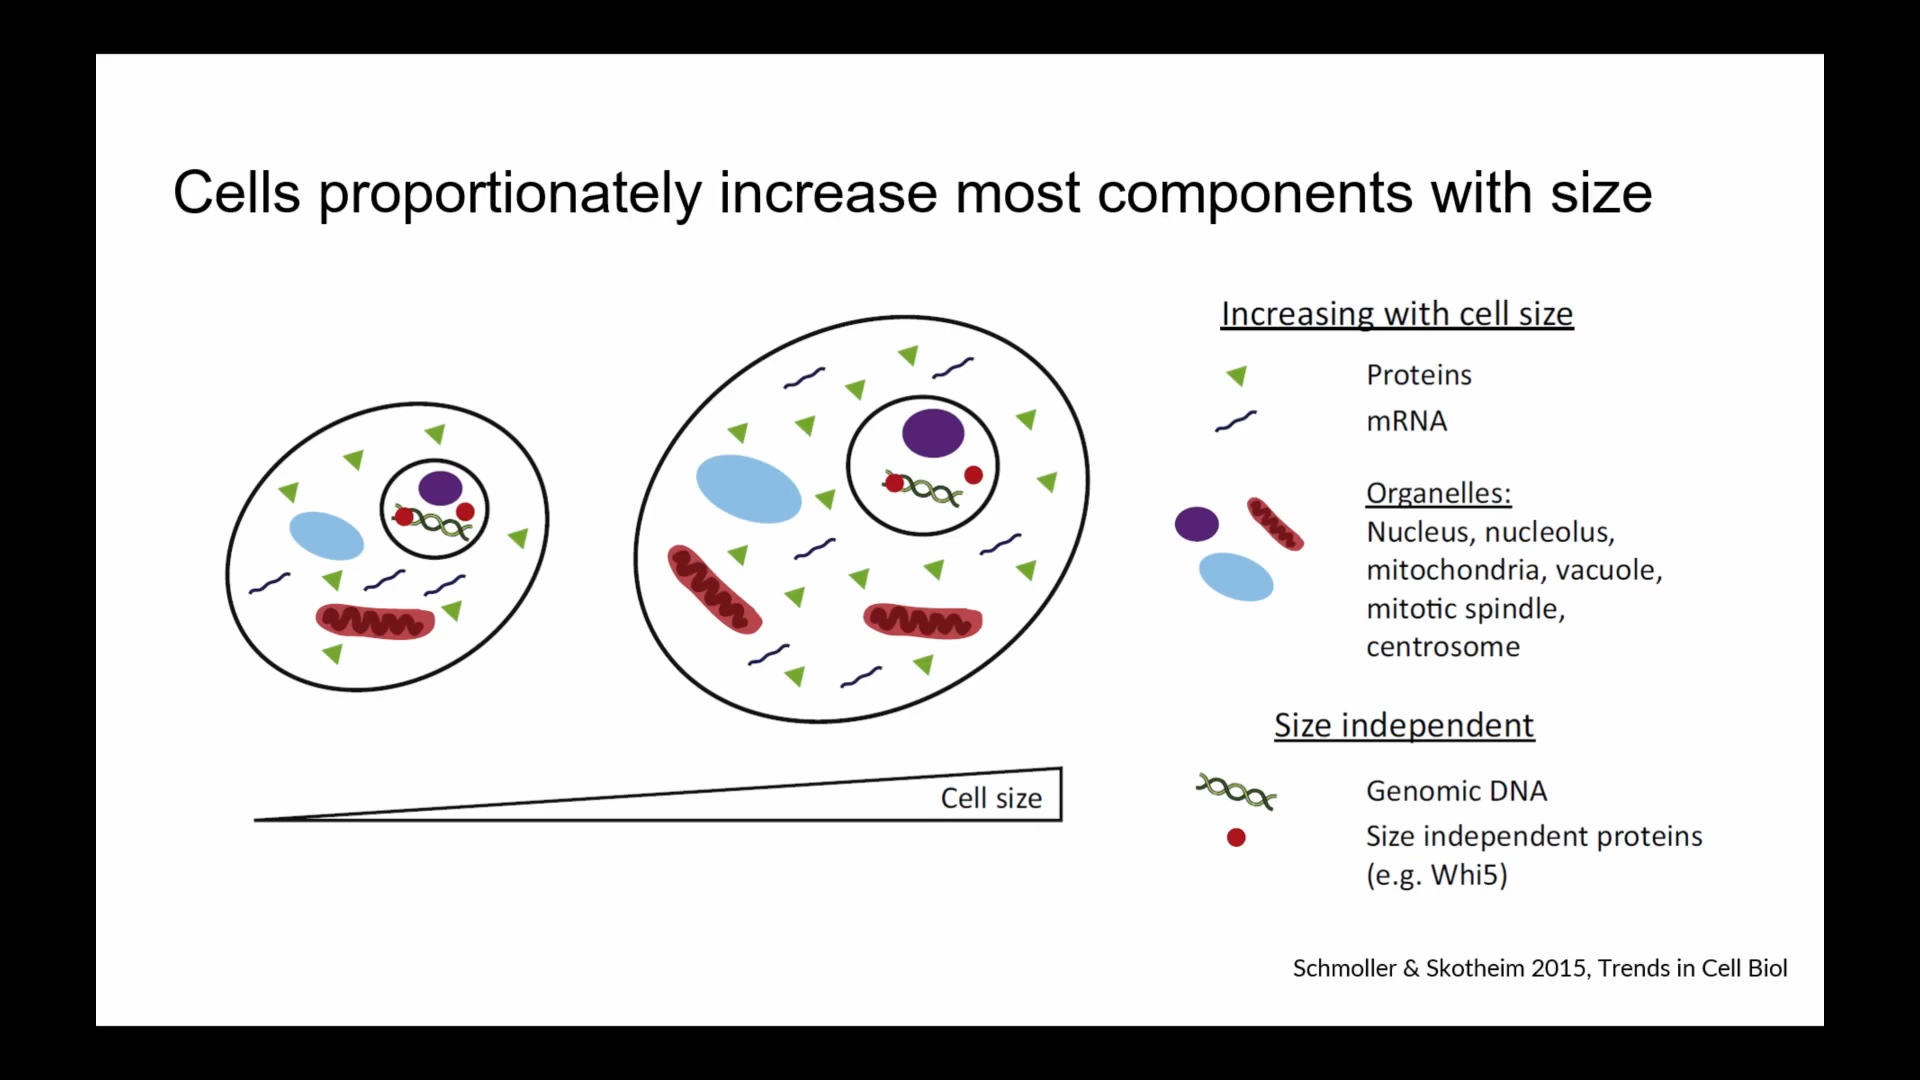 Cells proportionately increase most components with size
Increasing with cell size
Proteins
mRNA
Organelles:
Nucleus, nucleolus,
mitochondria, vacuole,
mitotic spindle,
centrosome
Cell size
Size independent
Genomic DNA
Size independent proteins
(e.g. Whi5)
Schmoller & Skotheim 2015, Trends in Cell Biol